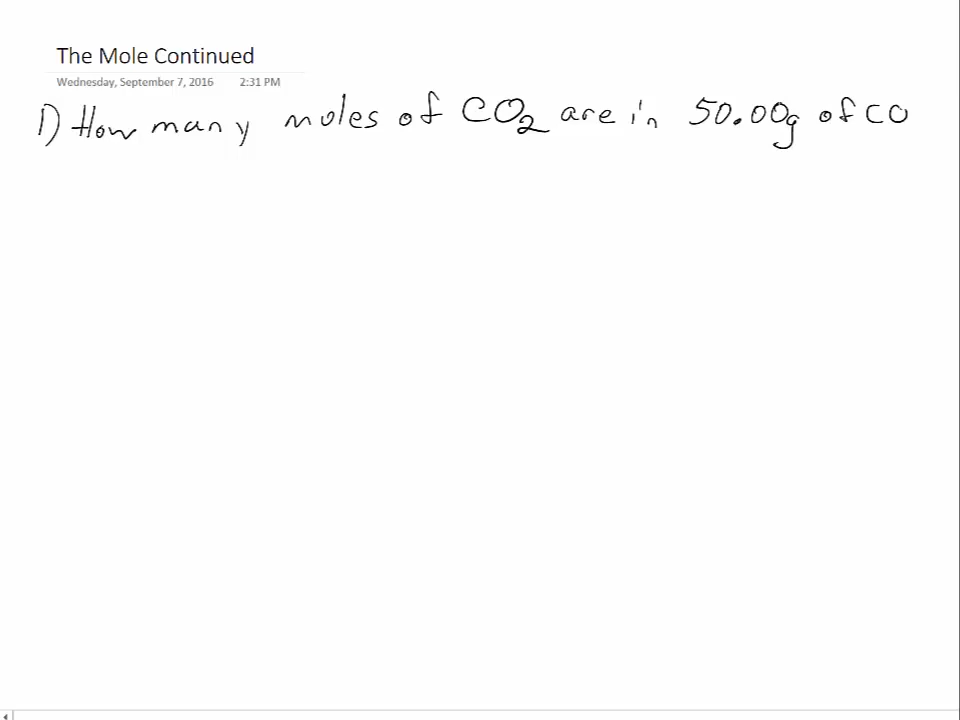 The Mole Continued
Wednesday, September 7, 2016 2:31 PM
1) How many moles of CO₂ are in 50.00g of CO